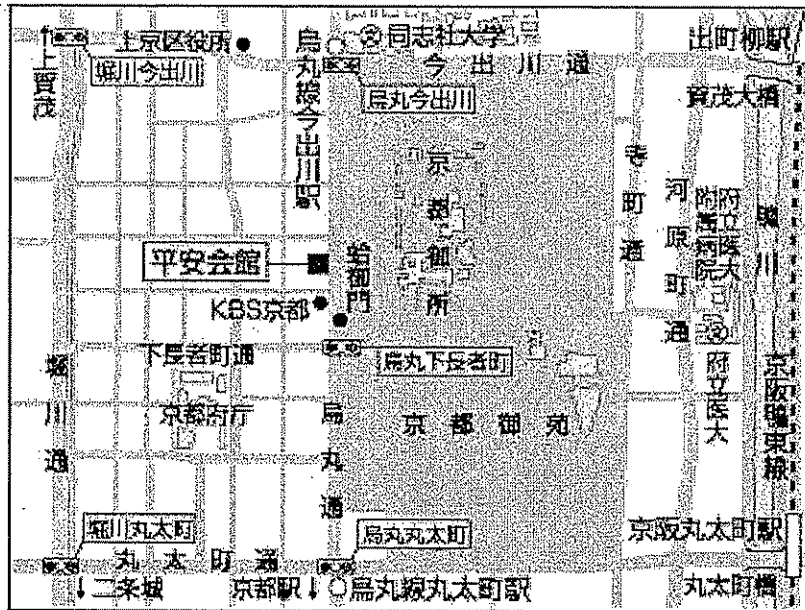 ↑上賀茂
上京区役所
堀川今出川
烏丸線今出川駅
同志社大学
今出川通
烏丸今出川
出町柳駅
賀茂大橋
京都御所
寺町通
河原町通
府立医大
附属病院
鴨川
平安会館
蛤御門
KBS京都
下長者町通
烏丸下長者町
京都府庁
堀川通
烏丸通
京都御苑
府立医大
京阪鴨東線
堀川丸太町
丸太町通
烏丸丸太町
京阪丸太町駅
↓二条城
京都駅↓
烏丸線丸太町駅
丸太町橋